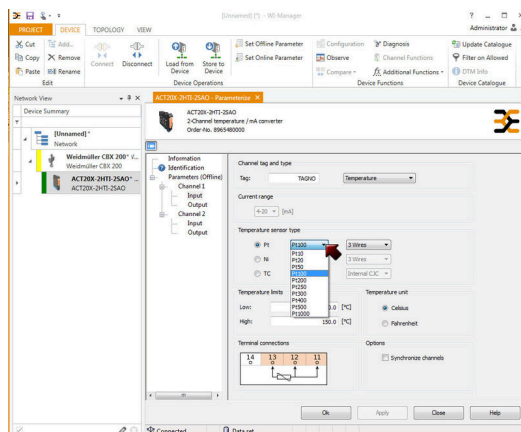 [Unnamed] (*) - WI-Manager
PROJECT DEVICE TOPOLOGY VIEW
Administrator
Cut Add...
Copy Remove
Paste Rename
Edit
Connect Disconnect
Load from Device
Store to Device
Device Operations
Set Offline Parameter
Set Online Parameter
Configuration Diagnosis
Observe Channel Functions
Compare Additional Functions
Device Functions
Update Catalogue
Filter on Allowed
DTM Info
Device Catalogue
Network View
Device Summary
[Unnamed]*
Network
Weidmüller CBX 200* '/...
Weidmüller CBX 200
ACT20X-2HTI-2SAO* ...
ACT20X-2HTI-2SAO
ACT20X-2HTI-2SAO - Parameterize
ACT20X-2HTI-2SAO
2-Channel temperature / mA converter
Order-No. 8965480000
Information
Identification
Parameters (Offline)
Channel 1
Input
Output
Channel 2
Input
Output
Channel tag and type
Tag: TAGNO Temperature
Current range
4-20 [mA]
Temperature sensor type
Pt Pt100 3 Wires
Ni 3 Wires
TC Internal CJC
Pt10
Pt20
Pt50
Pt100
Pt200
Pt250
Pt300
Pt400
Pt500
Pt1000
Temperature limits
Low: 0.0 [°C]
High: 150.0 [°C]
Temperature unit
Celsius
Fahrenheit
Terminal connections
14 13 12 11
Options
Synchronize channels
Ok Apply Close Help
Connected Data set